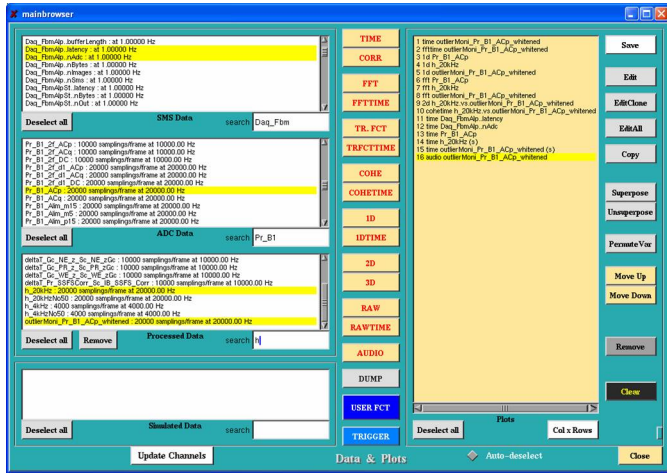 mainbrowser
Daq_FbmAlp..bufferLength : at 1.00000 Hz
Daq_FbmAlp..latency : at 1.00000 Hz
Daq_FbmAlp..nAdc : at 1.00000 Hz
Daq_FbmAlp..nBytes : at 1.00000 Hz
Daq_FbmAlp..nImages : at 1.00000 Hz
Daq_FbmAlp..nSms : at 1.00000 Hz
Daq_FbmAlpSt..latency : at 1.00000 Hz
Daq_FbmAlpSt..nBytes : at 1.00000 Hz
Daq_FbmAlpSt..nOut : at 1.00000 Hz
Deselect all
SMS Data
search
Daq_Fbm
Pr_B1_2f_ACp : 10000 samplings/frame at 10000.00 Hz
Pr_B1_2f_ACq : 10000 samplings/frame at 10000.00 Hz
Pr_B1_2f_DC : 10000 samplings/frame at 10000.00 Hz
Pr_B1_2f_d1_ACp : 20000 samplings/frame at 20000.00 Hz
Pr_B1_2f_d1_ACq : 20000 samplings/frame at 20000.00 Hz
Pr_B1_2f_d1_DC : 20000 samplings/frame at 20000.00 Hz
Pr_B1_ACp : 20000 samplings/frame at 20000.00 Hz
Pr_B1_ACq : 20000 samplings/frame at 20000.00 Hz
Pr_B1_Alim_m15 : 20000 samplings/frame at 20000.00 Hz
Pr_B1_Alim_m5 : 20000 samplings/frame at 20000.00 Hz
Pr_B1_Alim_p15 : 20000 samplings/frame at 20000.00 Hz
Deselect all
ADC Data
search
Pr_B1
deltaT_Gc_NE_z_Sc_NE_zGc : 10000 samplings/frame at 10000.00 Hz
deltaT_Gc_PR_z_Sc_PR_zGc : 10000 samplings/frame at 10000.00 Hz
deltaT_Gc_WE_z_Sc_WE_zGc : 10000 samplings/frame at 10000.00 Hz
deltaT_Pr_SSFSCorr_Sc_IB_SSFS_Corr : 10000 samplings/frame at 10000.00 Hz
h_20kHz : 20000 samplings/frame at 20000.00 Hz
h_20kHzNo50 : 20000 samplings/frame at 20000.00 Hz
h_4kHz : 4000 samplings/frame at 4000.00 Hz
h_4kHzNo50 : 4000 samplings/frame at 4000.00 Hz
outlierMoni_Pr_B1_ACp_whitened : 20000 samplings/frame at 20000.00 Hz
Deselect all
Remove
Processed Data
search
h
Deselect all
Simulated Data
search
Update Channels
TIME
CORR
FFT
FFTTIME
TR. FCT
TRFCTTIME
COHE
COHETIME
1D
1DTIME
2D
3D
RAW
RAWTIME
AUDIO
DUMP
USER FCT
TRIGGER
Data & Plots
1 time outlierMoni_Pr_B1_ACp_whitened
2 ffttime outlierMoni_Pr_B1_ACp_whitened
3 1d Pr_B1_ACp
4 1d h_20kHz
5 1d outlierMoni_Pr_B1_ACp_whitened
6 fft Pr_B1_ACp
7 fft h_20kHz
8 fft outlierMoni_Pr_B1_ACp_whitened
9 2d h_20kHz.vs.outlierMoni_Pr_B1_ACp_whitened
10 cohetime h_20kHz.vs.outlierMoni_Pr_B1_ACp_whitened
11 time Daq_FbmAlp..latency
12 time Daq_FbmAlp..nAdc
13 time Pr_B1_ACp
14 time h_20kHz (s)
15 time outlierMoni_Pr_B1_ACp_whitened (s)
16 audio outlierMoni_Pr_B1_ACp_whitened
Plots
Deselect all
Col x Rows
Auto-deselect
Save
Edit
EditClone
EditAll
Copy
Superpose
Unsuperpose
PermuteVar
Move Up
Move Down
Remove
Clear
Close